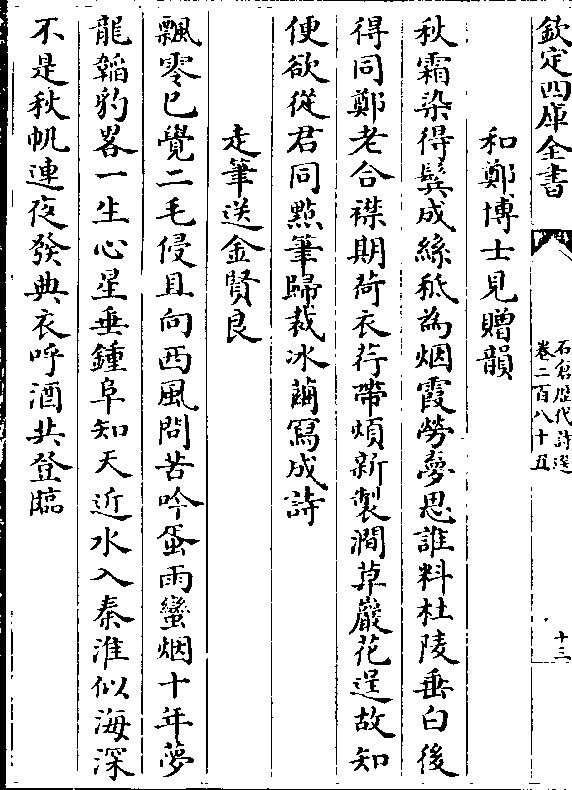 欽定四庫全書
石倉歷代詩選
卷二百八十五
十三
和鄭博士見贈韻
秋霜染得鬂成絲秪為烟霞勞夢思誰料杜陵垂白後
得同鄭老合襟期荷衣荇帶煩新製澗草巖花逞故知
便欲從君同㸃筆歸裁冰繭寫成詩
走筆送金賢良
飄零已覺二毛侵且向西風問苦吟蜑雨蠻烟十年夢
龍韜豹畧一生心星垂鍾阜知天近水入秦淮似海深
不是秋帆連夜發典衣呼酒共登臨